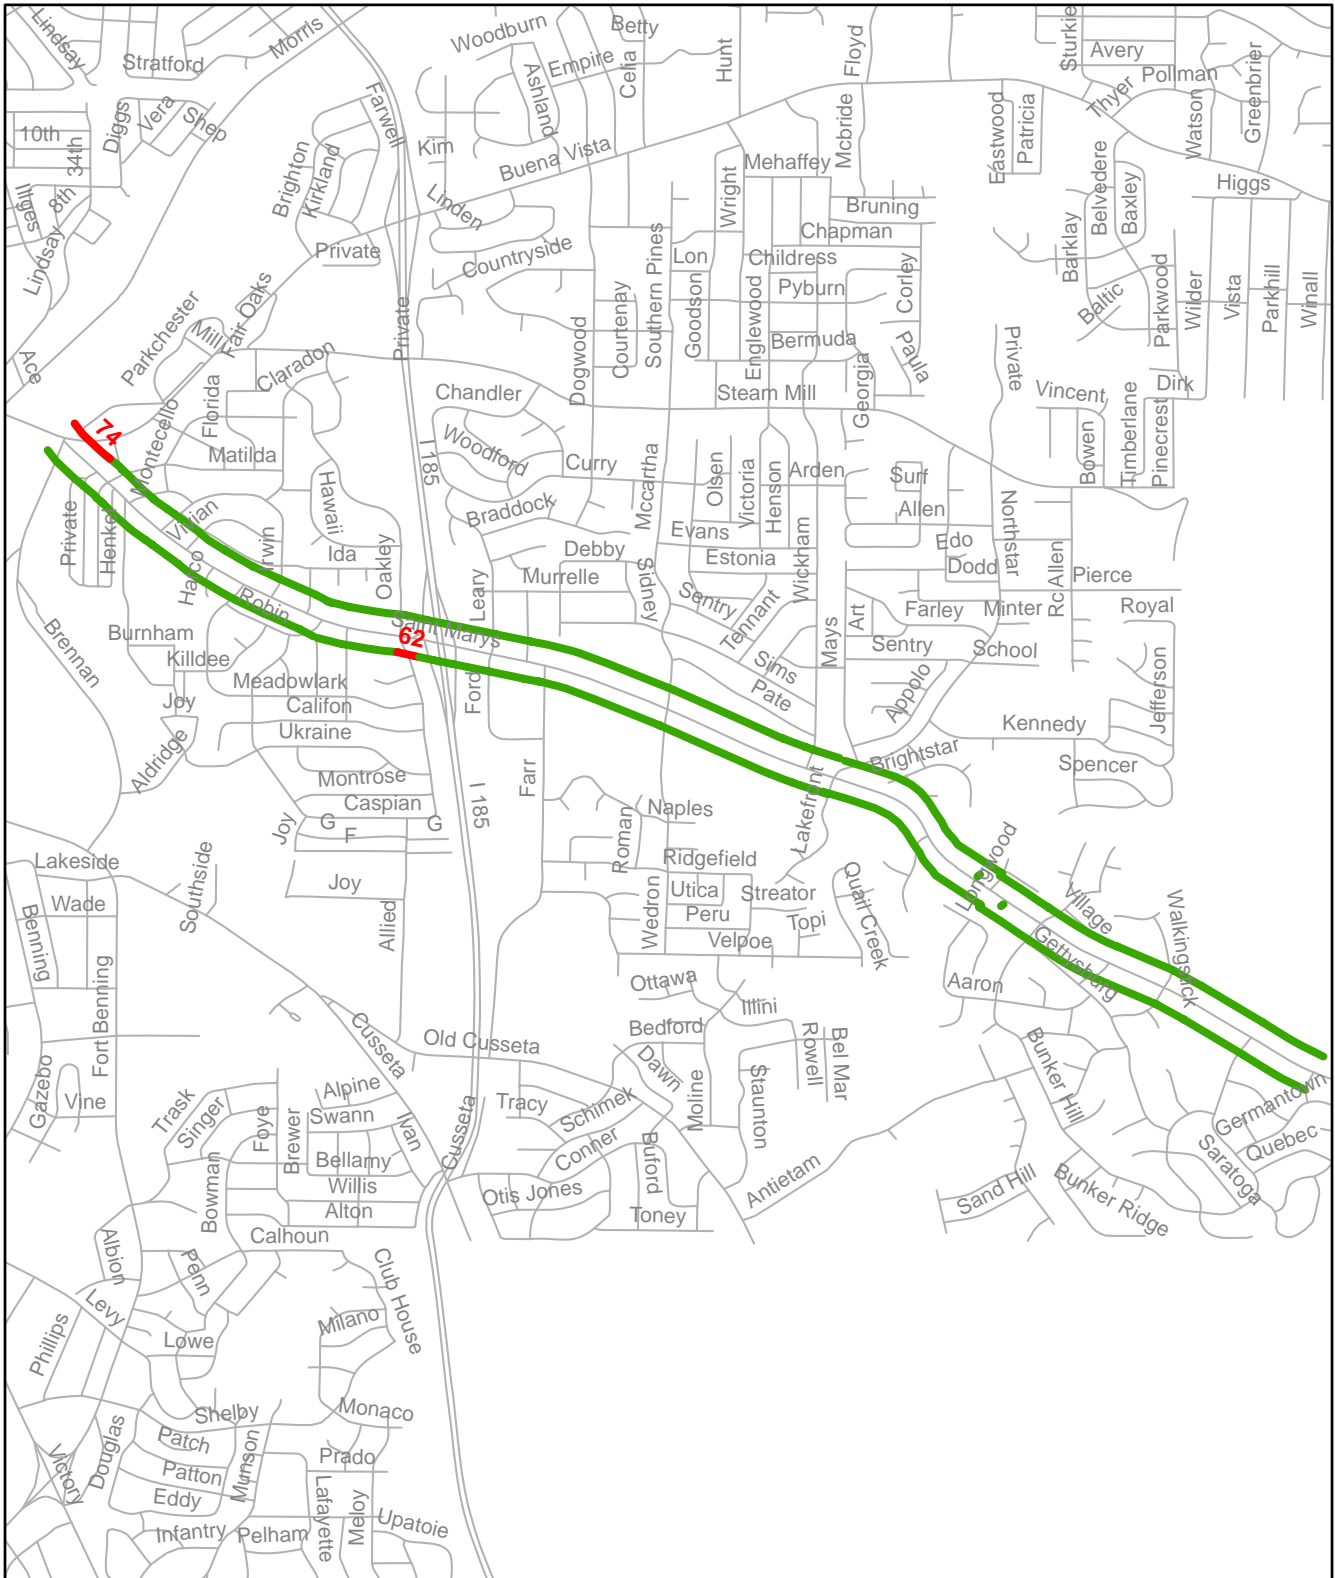 Lindsay
Stratford
Morris
Woodburn
Betty
Empire
Celia
Ashland
Hunt
Floyd
Sturkie
Avery
Pollman
Thyer
Watson
Greenbrier
10th
34th
Diggs
Vera
Shep
Farwell
Kim
Buena Vista
Mehaffey
Mcbride
Eastwood
Patricia
Higgs
Illges
8th
Lindsay
Brighton
Kirkland
Private
Linden
Countryside
Wright
Bruning
Chapman
Childress
Pyburn
Corley
Barklay
Belvedere
Baxley
Baltic
Parkwood
Wilder
Vista
Parkhill
Winall
Ace
Parkchester
Mill
Fair Oaks
Private
Dogwood
Courtenay
Southern Pines
Lon
Goodson
Englewood
Bermuda
Paula
Georgia
Private
Claradon
Chandler
Steam Mill
Vincent
Dirk
Timberlane
Pinecrest
Bowen
74
Montecello
Florida
Matilda
I 185
Woodford
Curry
Mccartha
Olsen
Victoria
Henson
Arden
Surf
Allen
Northstar
Private
Henkel
Vivian
Hawaii
Irwin
Ida
Oakley
Braddock
Debby
Evans
Estonia
Wickham
Edo
Dodd
Rc Allen
Pierce
Harco
Robin
Murrelle
Leary
Sidney
Sentry
Tennant
Art
Farley
Minter
Royal
Brennan
Burnham
Killdee
Saint Marys
62
Mays
Sentry
School
Sims
Pate
Appolo
Meadowlark
Califon
Joy
Ukraine
Ford
Kennedy
Jefferson
Aldridge
Montrose
Brightstar
Spencer
Caspian
I 185
Farr
Naples
Lakefront
Joy
G
F
G
Roman
Ridgefield
Longwood
Lakeside
Southside
Joy
Utica
Streator
Quail Creek
Village
Walkingstick
Wade
Benning
Allied
Wedron
Peru
Topi
Velpoe
Gettysburg
Ottawa
Illini
Aaron
Fort Benning
Cusseta
Old Cusseta
Bedford
Rowell
Bel Mar
Bunker Hill
Gazebo
Vine
Dawn
Moline
Staunton
Trask
Singer
Alpine
Swann
Ivan
Tracy
Schimek
Germantown
Foye
Brewer
Bellamy
Cusseta
Conner
Buford
Quebec
Saratoga
Bowman
Willis
Alton
Otis Jones
Toney
Antietam
Sand Hill
Bunker Ridge
Calhoun
Albion
Penn
Club House
Levy
Phillips
Lowe
Milano
Shelby
Monaco
Douglas
Patch
Munson
Prado
Victory
Patton
Eddy
Lafayette
Meloy
Upatoie
Infantry
Pelham